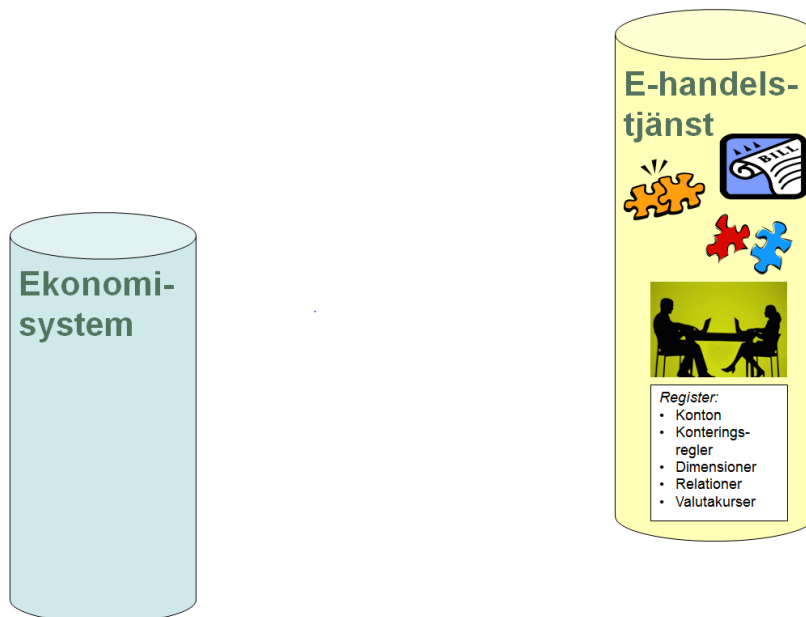 E-handels-
tjänst
BILL
Ekonomi-
system
Register:
• Konton
• Konterings-
regler
• Dimensioner
• Relationer
• Valutakurser